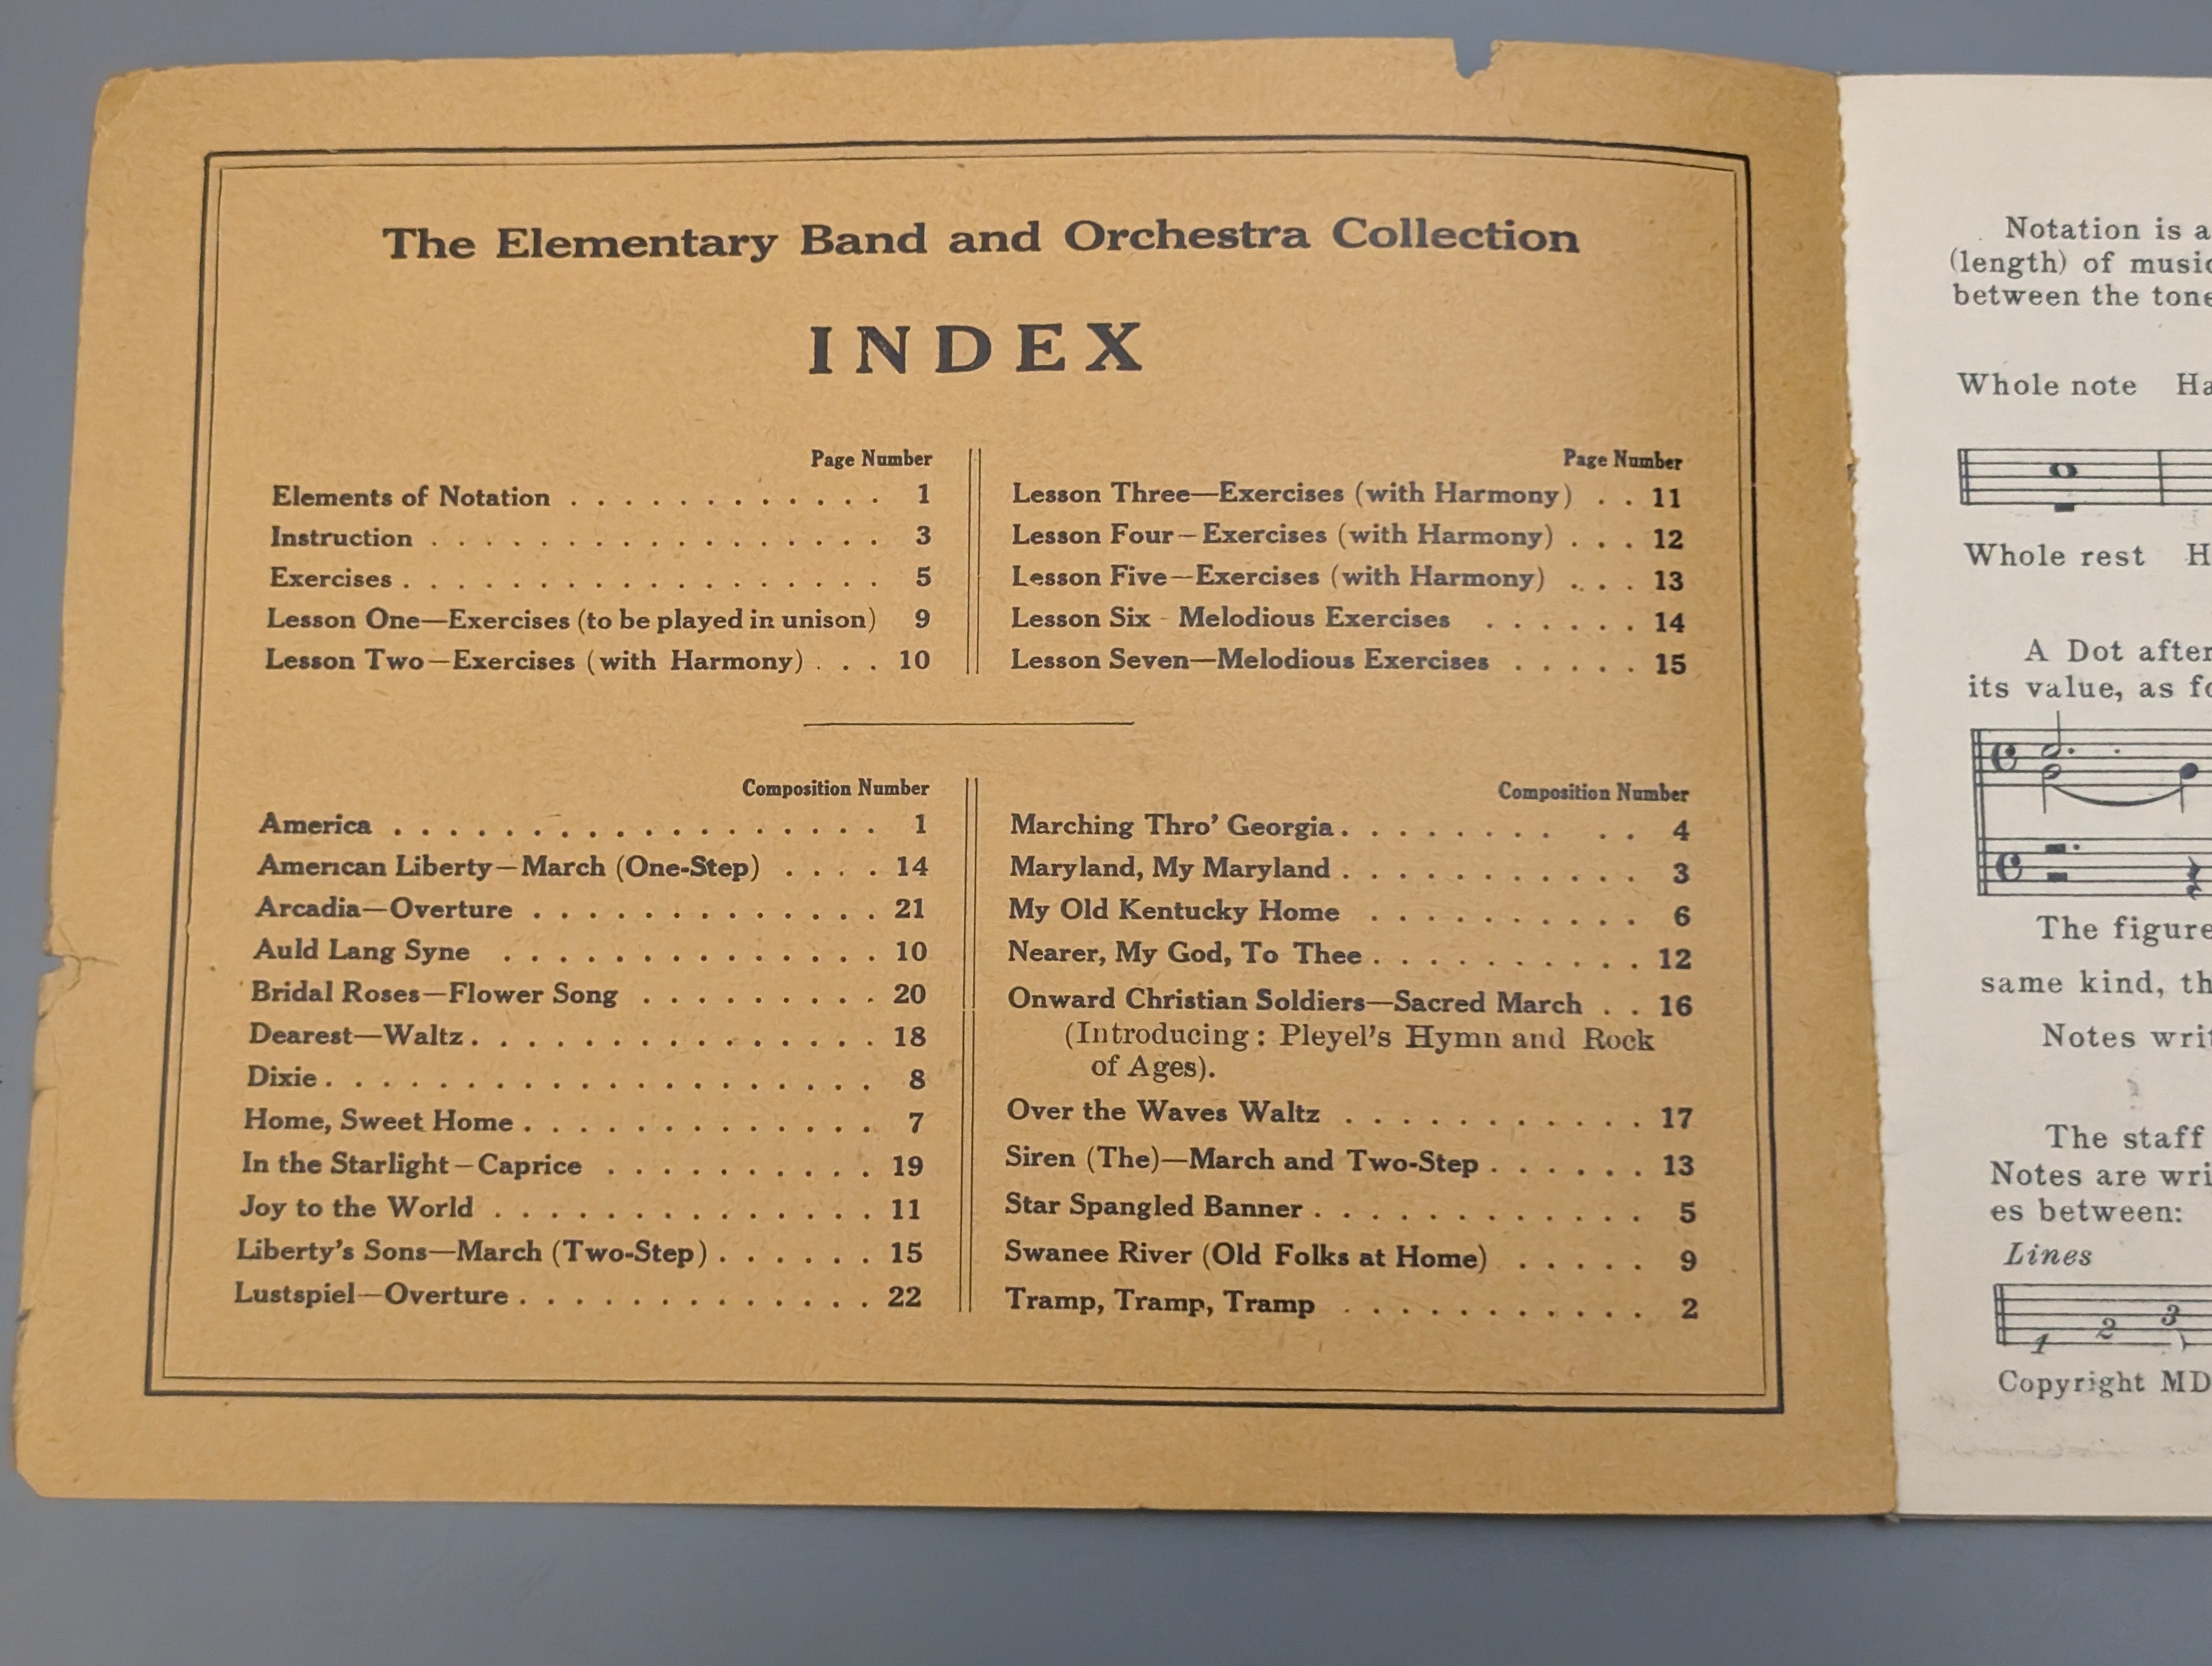 The Elementary Band and Orchestra Collection
INDEX
Page Number
Elements of Notation . . . . . . . . . . . . 1
Instruction . . . . . . . . . . . . . . . . . 3
Exercises . . . . . . . . . . . . . . . . . . 5
Lesson One—Exercises (to be played in unison) 9
Lesson Two—Exercises (with Harmony) . . . 10
Page Number
Lesson Three—Exercises (with Harmony) . . 11
Lesson Four—Exercises (with Harmony) . . . 12
Lesson Five—Exercises (with Harmony) . . . 13
Lesson Six - Melodious Exercises . . . . . . 14
Lesson Seven—Melodious Exercises . . . . . 15
Composition Number
America . . . . . . . . . . . . . . . . . . 1
American Liberty—March (One-Step) . . . . 14
Arcadia—Overture . . . . . . . . . . . . . 21
Auld Lang Syne . . . . . . . . . . . . . . 10
Bridal Roses—Flower Song . . . . . . . . . 20
Dearest—Waltz . . . . . . . . . . . . . . . 18
Dixie . . . . . . . . . . . . . . . . . . . . 8
Home, Sweet Home . . . . . . . . . . . . . 7
In the Starlight—Caprice . . . . . . . . . . 19
Joy to the World . . . . . . . . . . . . . . 11
Liberty's Sons—March (Two-Step) . . . . . . 15
Lustspiel—Overture . . . . . . . . . . . . . 22
Composition Number
Marching Thro' Georgia . . . . . . . . . . 4
Maryland, My Maryland . . . . . . . . . . . 3
My Old Kentucky Home . . . . . . . . . . 6
Nearer, My God, To Thee . . . . . . . . . . 12
Onward Christian Soldiers—Sacred March . . 16
(Introducing: Pleyel's Hymn and Rock
of Ages).
Over the Waves Waltz . . . . . . . . . . . 17
Siren (The)—March and Two-Step . . . . . . 13
Star Spangled Banner . . . . . . . . . . . . 5
Swanee River (Old Folks at Home) . . . . . 9
Tramp, Tramp, Tramp . . . . . . . . . . . 2
Notation is a
(length) of music
between the tone
Whole note
Whole rest
A Dot after
its value, as
The figure
same kind,
Notes
The staff
Notes are
es between:
Lines
1 2 3
Copyright